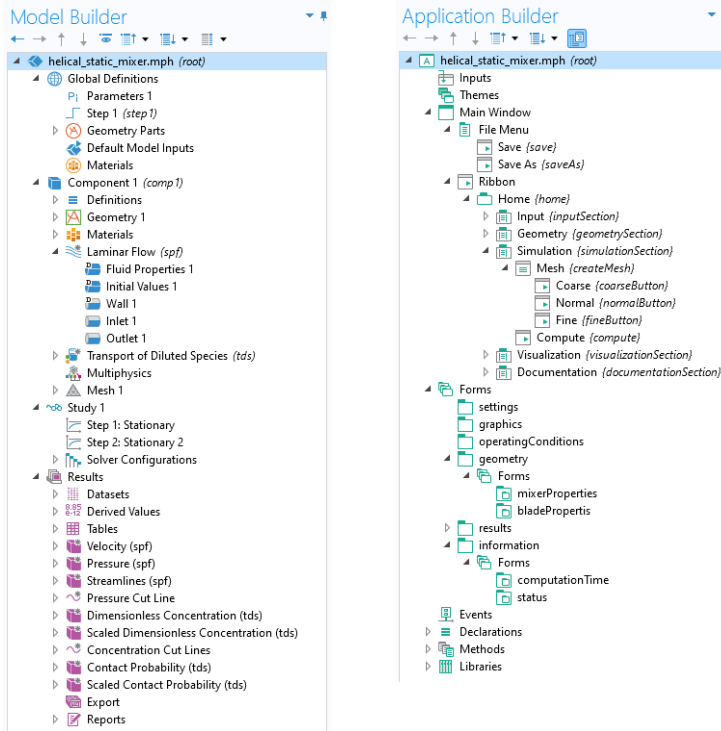 Model Builder
helical_static_mixer.mph (root)
Global Definitions
Pi Parameters 1
Step 1 (step1)
Geometry Parts
Default Model Inputs
Materials
Component 1 (comp1)
Definitions
Geometry 1
Materials
Laminar Flow (spf)
D Fluid Properties 1
D Initial Values 1
D Wall 1
Inlet 1
Outlet 1
Transport of Diluted Species (tds)
Multiphysics
Mesh 1
Study 1
Step 1: Stationary
Step 2: Stationary 2
Solver Configurations
Results
Datasets
8.85
e-12 Derived Values
Tables
Velocity (spf)
Pressure (spf)
Streamlines (spf)
Pressure Cut Line
Dimensionless Concentration (tds)
Scaled Dimensionless Concentration (tds)
Concentration Cut Lines
Contact Probability (tds)
Scaled Contact Probability (tds)
Export
Reports
Application Builder
A helical_static_mixer.mph (root)
Inputs
Themes
Main Window
File Menu
Save {save}
Save As {saveAs}
Ribbon
Home {home}
Input {inputSection}
Geometry {geometrySection}
Simulation {simulationSection}
Mesh {createMesh}
Coarse {coarseButton}
Normal {normalButton}
Fine {fineButton}
Compute {compute}
Visualization {visualizationSection}
Documentation {documentationSection}
Forms
settings
graphics
operatingConditions
geometry
Forms
mixerProperties
bladePropertis
results
information
Forms
computationTime
status
Events
Declarations
Methods
Libraries